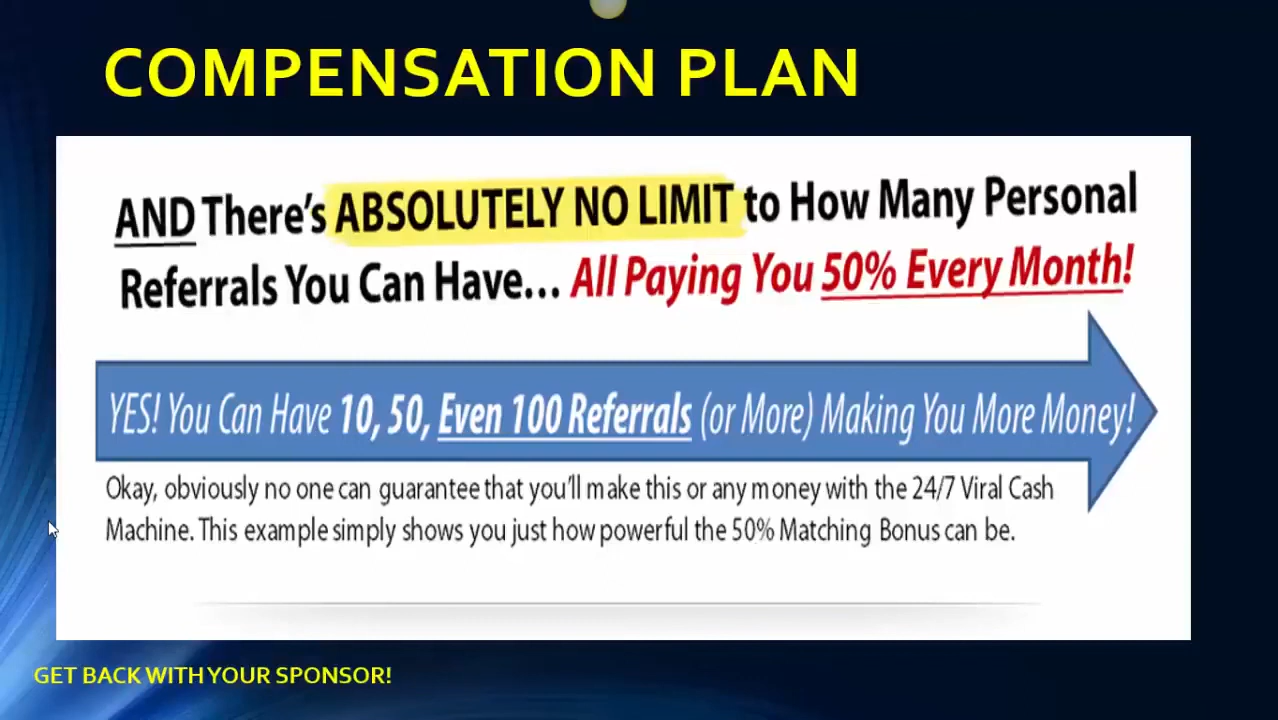 COMPENSATION PLAN
AND There's ABSOLUTELY NO LIMIT to How Many Personal
Referrals You Can Have... All Paying You 50% Every Month!
YES! You Can Have 10, 50, Even 100 Referrals (or More) Making You More Money!
Okay, obviously no one can guarantee that you'll make this or any money with the 24/7 Viral Cash
Machine. This example simply shows you just how powerful the 50% Matching Bonus can be.
GET BACK WITH YOUR SPONSOR!